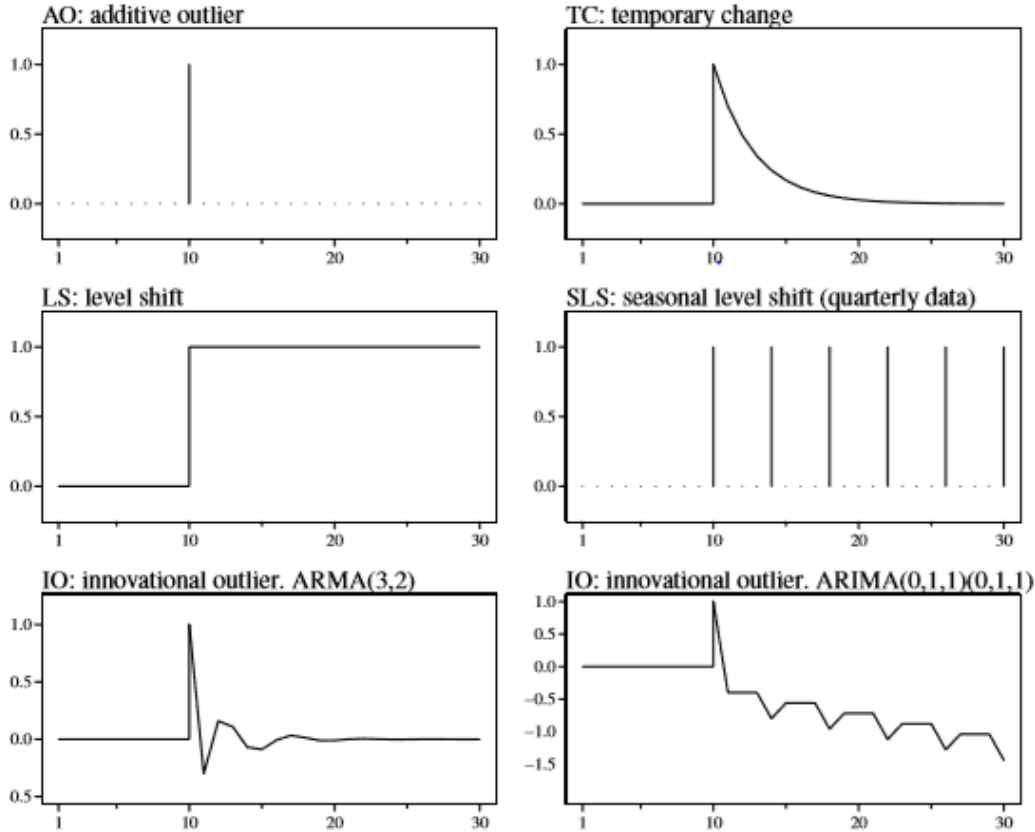 AO: additive outlier
1.0
0.5
0.0
1 10 20 30
TC: temporary change
1.0
0.5
0.0
1 10 20 30
LS: level shift
1.0
0.5
0.0
1 10 20 30
SLS: seasonal level shift (quarterly data)
1.0
0.5
0.0
1 10 20 30
IO: innovational outlier. ARMA(3,2)
1.0
0.5
0.0
0.5
1 10 20 30
IO: innovational outlier. ARIMA(0,1,1)(0,1,1)
1.0
0.5
0.0
−0.5
−1.0
−1.5
1 10 20 30